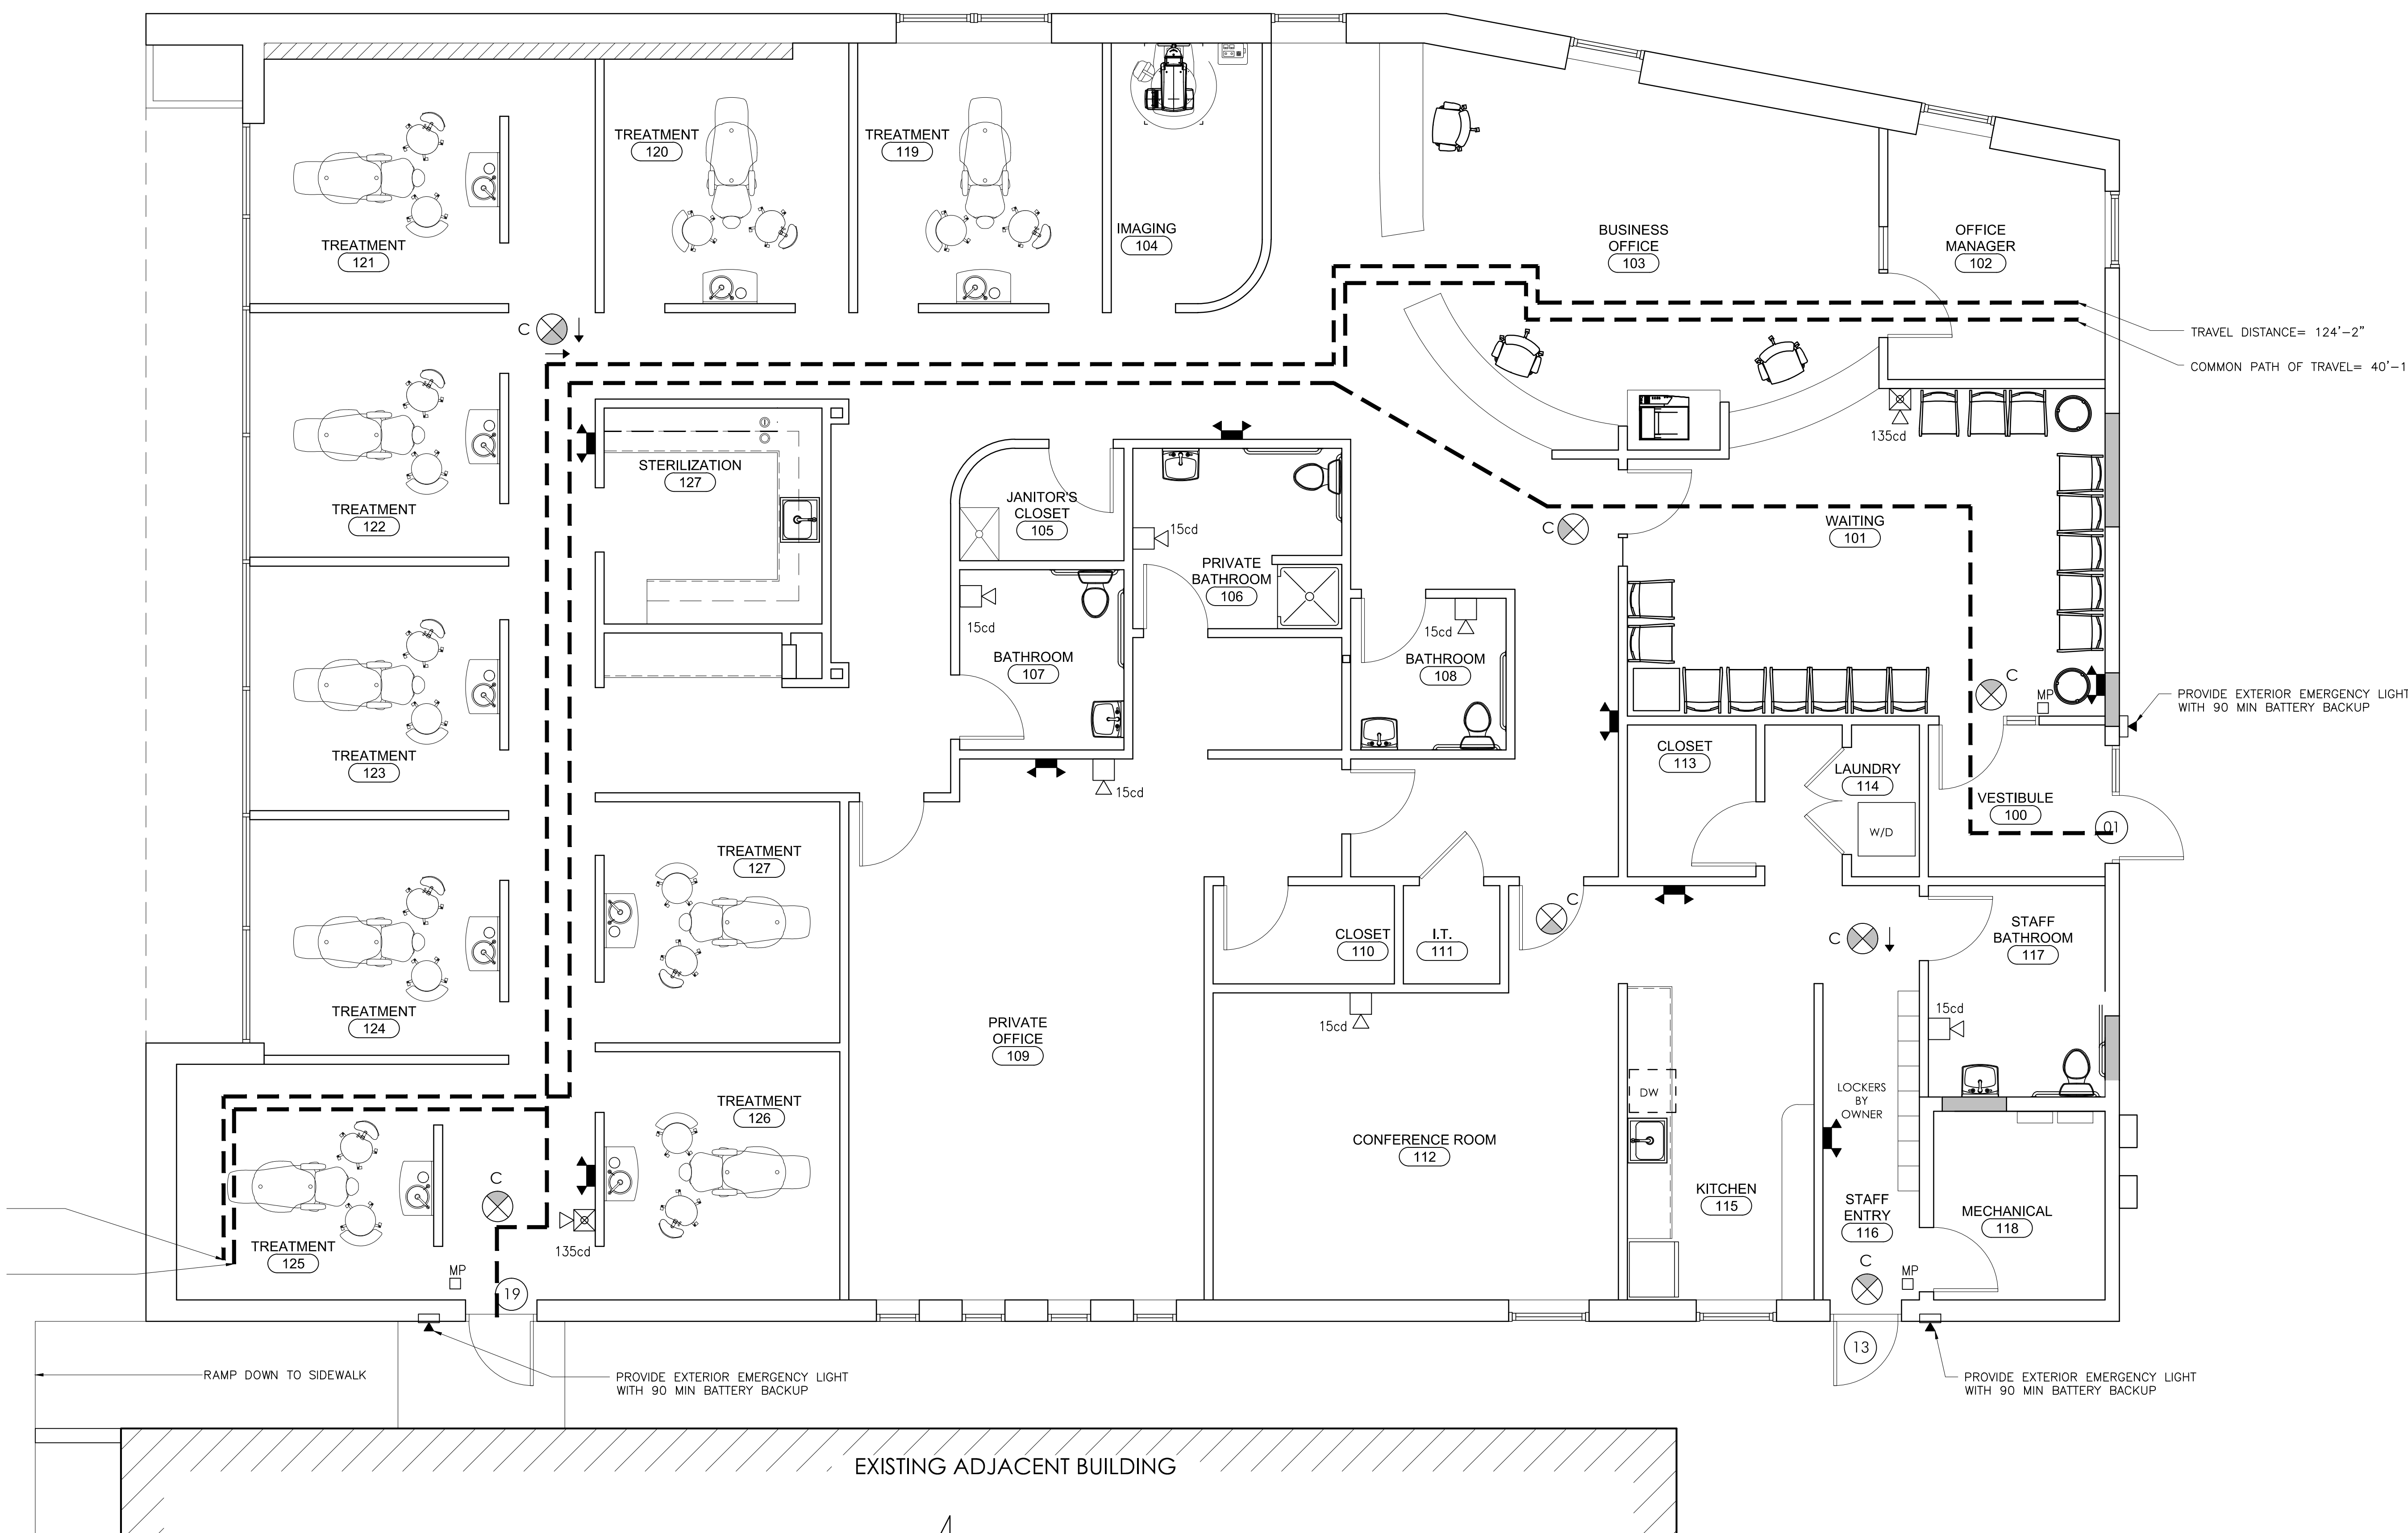 TREATMENT
120
TREATMENT
119
TREATMENT
121
IMAGING
104
BUSINESS
OFFICE
103
OFFICE
MANAGER
102
C
TRAVEL DISTANCE= 124'-2"
COMMON PATH OF TRAVEL= 40'-1
135cd
STERILIZATION
127
TREATMENT
122
JANITOR'S
CLOSET
105
15cd
C
WAITING
101
PRIVATE
BATHROOM
106
15cd
15cd
BATHROOM
107
BATHROOM
108
C
MP
PROVIDE EXTERIOR EMERGENCY LIGHT
WITH 90 MIN BATTERY BACKUP
TREATMENT
123
15cd
CLOSET
113
LAUNDRY
114
W/D
VESTIBULE
100
01
TREATMENT
127
TREATMENT
124
C
CLOSET
110
I.T.
111
C
STAFF
BATHROOM
117
15cd
15cd
PRIVATE
OFFICE
109
DW
LOCKERS
BY
OWNER
TREATMENT
126
CONFERENCE ROOM
112
C
KITCHEN
115
STAFF
ENTRY
116
MECHANICAL
118
TREATMENT
125
135cd
MP
19
C
MP
13
RAMP DOWN TO SIDEWALK
PROVIDE EXTERIOR EMERGENCY LIGHT
WITH 90 MIN BATTERY BACKUP
PROVIDE EXTERIOR EMERGENCY LIGHT
WITH 90 MIN BATTERY BACKUP
EXISTING ADJACENT BUILDING